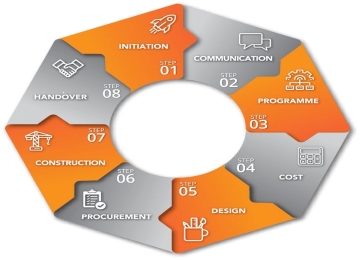 INITIATION
STEP
01
COMMUNICATION
STEP
02
PROGRAMME
STEP
03
STEP
04
COST
STEP
05
DESIGN
STEP
06
PROCUREMENT
STEP
07
CONSTRUCTION
STEP
08
HANDOVER